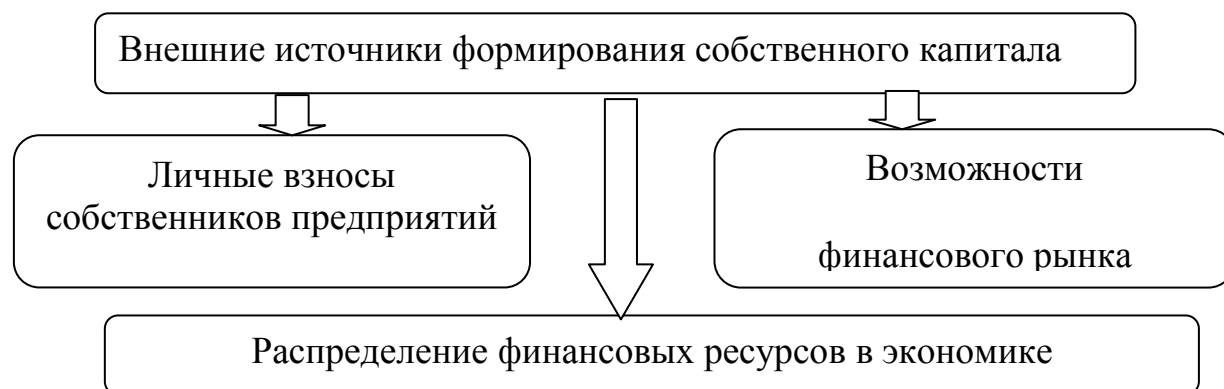 Внешние источники формирования собственного капитала
Личные взносы
собственников предприятий
Возможности
финансового рынка
Распределение финансовых ресурсов в экономике